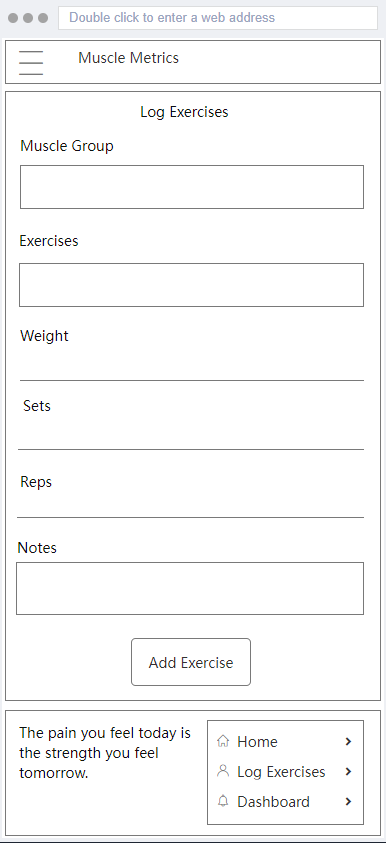 Double click to enter a web address
Muscle Metrics
Log Exercises
Muscle Group
Exercises
Weight
Sets
Reps
Notes
Add Exercise
The pain you feel today is
the strength you feel
tomorrow.
Home
Log Exercises
Dashboard